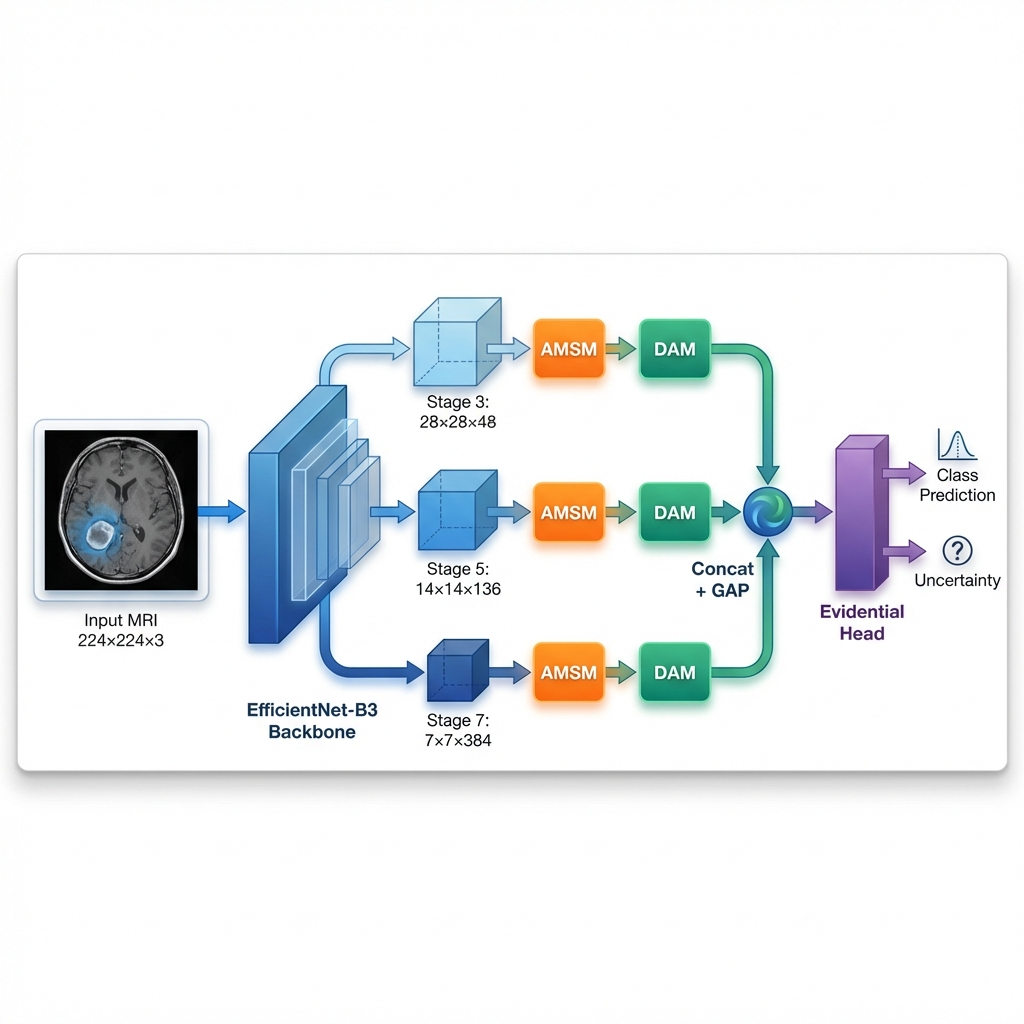 Input MRI
224×224×3
EfficientNet-B3
Backbone
Stage 3:
28×28×48
AMSM
DAM
Stage 5:
14×14×136
AMSM
DAM
Stage 7:
7×7×384
AMSM
DAM
Concat
+ GAP
Evidential
Head
Class
Prediction
?
Uncertainty